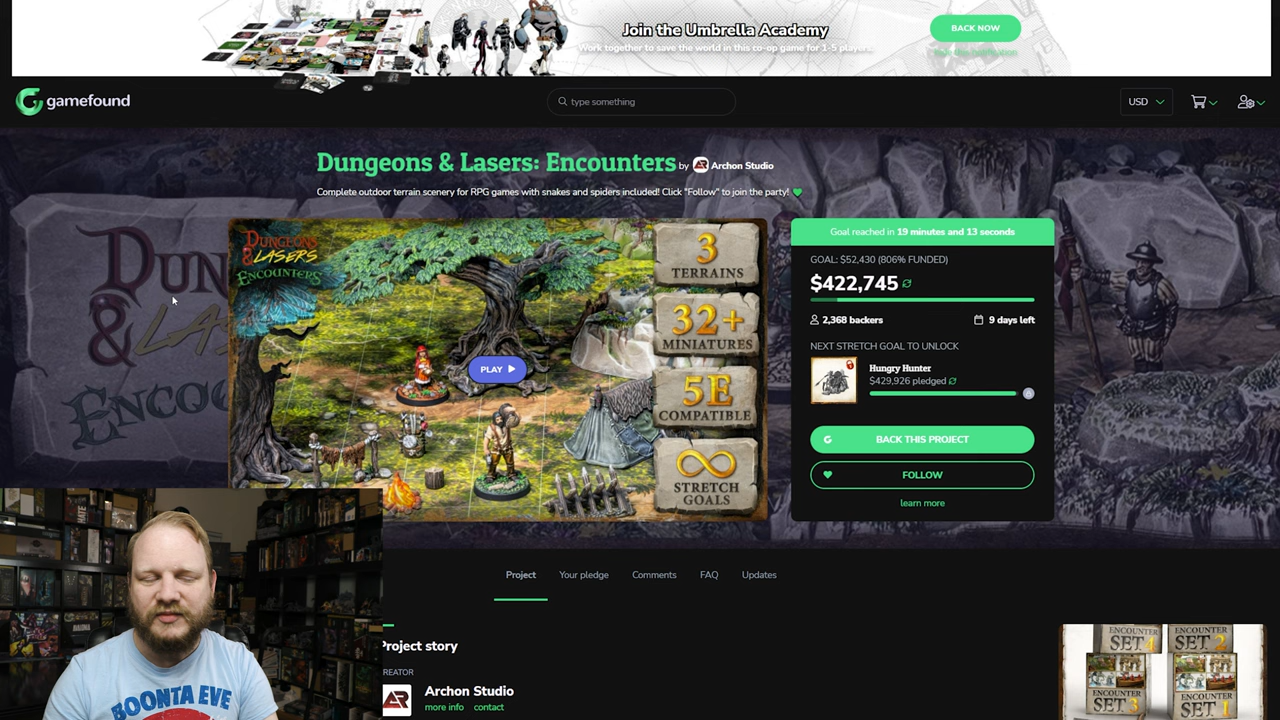 Join the Umbrella Academy
Work together to save the world in this co-op game for 1-5 players.
BACK NOW
gamefound
type something
USD
Dungeons & Lasers: Encounters by Archon Studio
Complete outdoor terrain scenery for RPG games with snakes and spiders included! Click "Follow" to join the party!
DUNGEONS
& LASERS
ENCOUNTERS
3
TERRAINS
32+
MINIATURES
5E
COMPATIBLE
∞
STRETCH
GOALS
PLAY
Goal reached in 19 minutes and 13 seconds
GOAL: $52,430 (806% FUNDED)
$422,745
2,368 backers
9 days left
NEXT STRETCH GOAL TO UNLOCK
Hungry Hunter
$429,926 pledged
BACK THIS PROJECT
FOLLOW
learn more
DUN
& LA
ENCO
Project
Your pledge
Comments
FAQ
Updates
Project story
REATOR
Archon Studio
more info
contact
BOONTA EVE
ENCOUNTER
SET 4
ENCOUNTER
SET 2
ENCOUNTER
SET 3
ENCOUNTER
SET 1